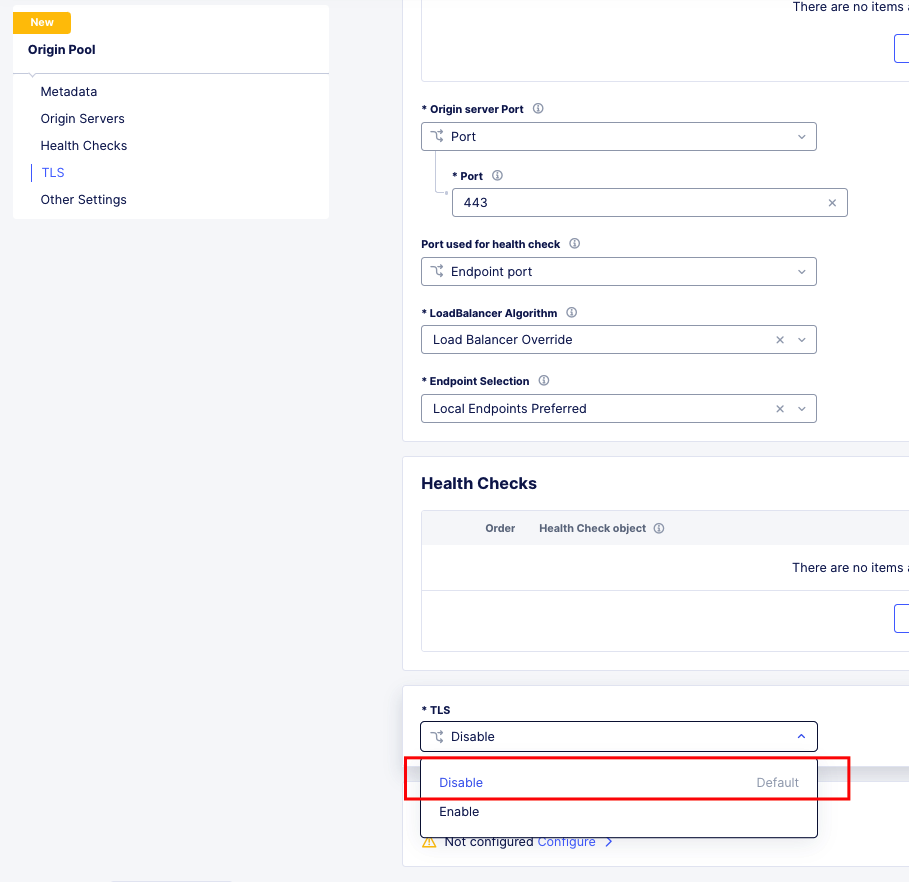 New
Origin Pool
Metadata
Origin Servers
Health Checks
TLS
Other Settings
There are no items
* Origin server Port
Port
* Port
443
Port used for health check
Endpoint port
* LoadBalancer Algorithm
Load Balancer Override
* Endpoint Selection
Local Endpoints Preferred
Health Checks
Order Health Check object
There are no items
* TLS
Disable
Disable Default
Enable
Not configured Configure